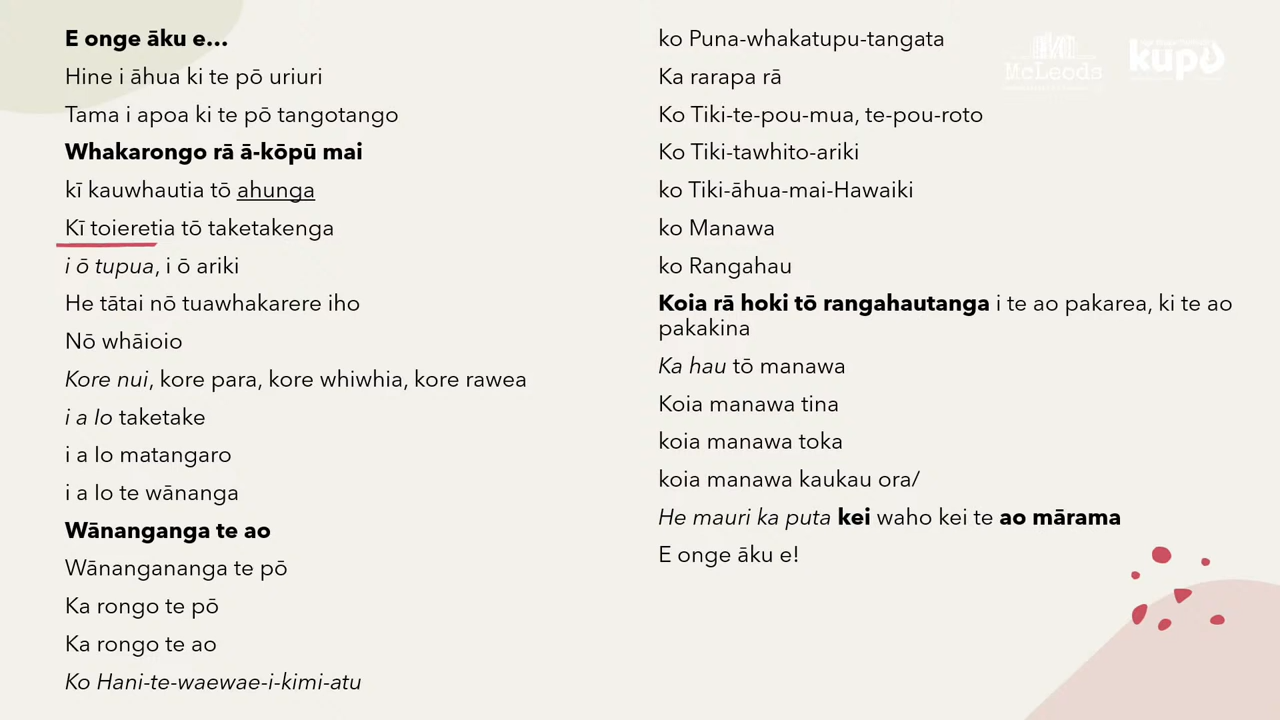 E onge āku e...
Hine i āhua ki te pō uriuri
Tama i apoa ki te pō tangotango
Whakarongo rā ā-kōpū mai
kī kauwhautia tō ahunga
Kī toieretia tō taketakenga
i ō tupua, i ō ariki
He tātai nō tuawhakarere iho
Nō whāioio
Kore nui, kore para, kore whiwhia, kore rawea
i a Io taketake
i a Io matangaro
i a Io te wānanga
Wānanganga te ao
Wānangananga te pō
Ka rongo te pō
Ka rongo te ao
Ko Hani-te-waewae-i-kimi-atu
ko Puna-whakatupu-tangata
Ka rarapa rā
Ko Tiki-te-pou-mua, te-pou-roto
Ko Tiki-tawhito-ariki
ko Tiki-āhua-mai-Hawaiki
ko Manawa
ko Rangahau
Koia rā hoki tō rangahautanga i te ao pakarea, ki te ao
pakakina
Ka hau tō manawa
Koia manawa tina
koia manawa toka
koia manawa kaukau ora/
He mauri ka puta kei waho kei te ao mārama
E onge āku e!
McLeods
kupu